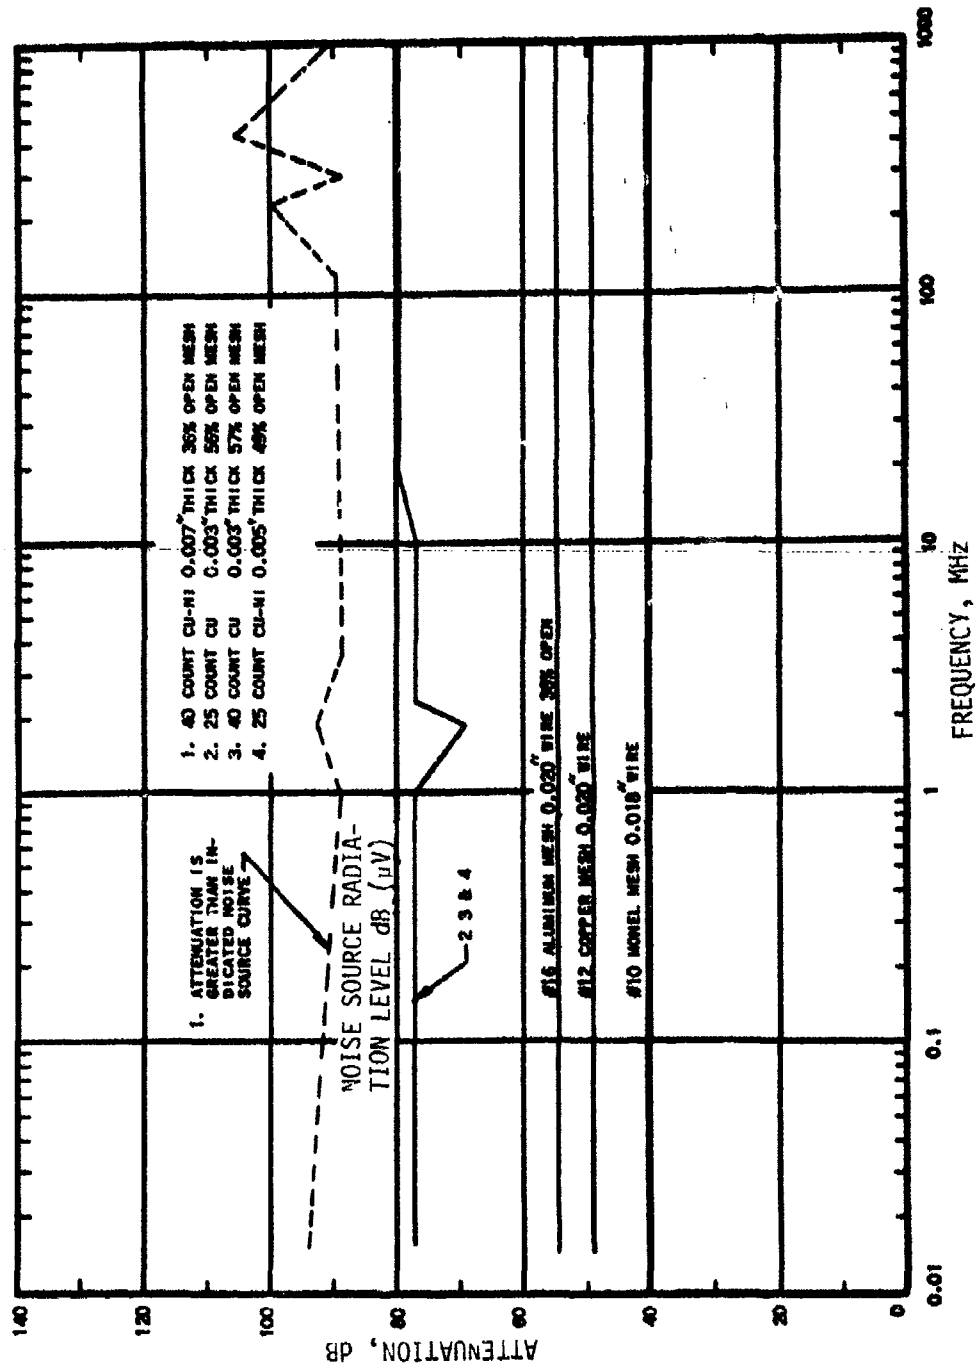 140
120
100
80
60
40
20
0
ATTENUATION, dB
0.01
0.1
1
10
100
1000
FREQUENCY, MHz
1. ATTENUATION IS
GREATER THAN IN-
DICATED NOISE
SOURCE CURVE
NOISE SOURCE RADIA-
TION LEVEL dB (μV)
1. 40 COUNT CU-NI 0.007" THICK 36% OPEN MESH
2. 25 COUNT CU 0.003" THICK 56% OPEN MESH
3. 40 COUNT CU 0.003" THICK 57% OPEN MESH
4. 25 COUNT CU-NI 0.005" THICK 49% OPEN MESH
2 3 & 4
#16 ALUMINUM MESH 0.020" WIRE 36% OPEN
#12 COPPER MESH 0.020" WIRE
#10 MONEL MESH 0.018" WIRE